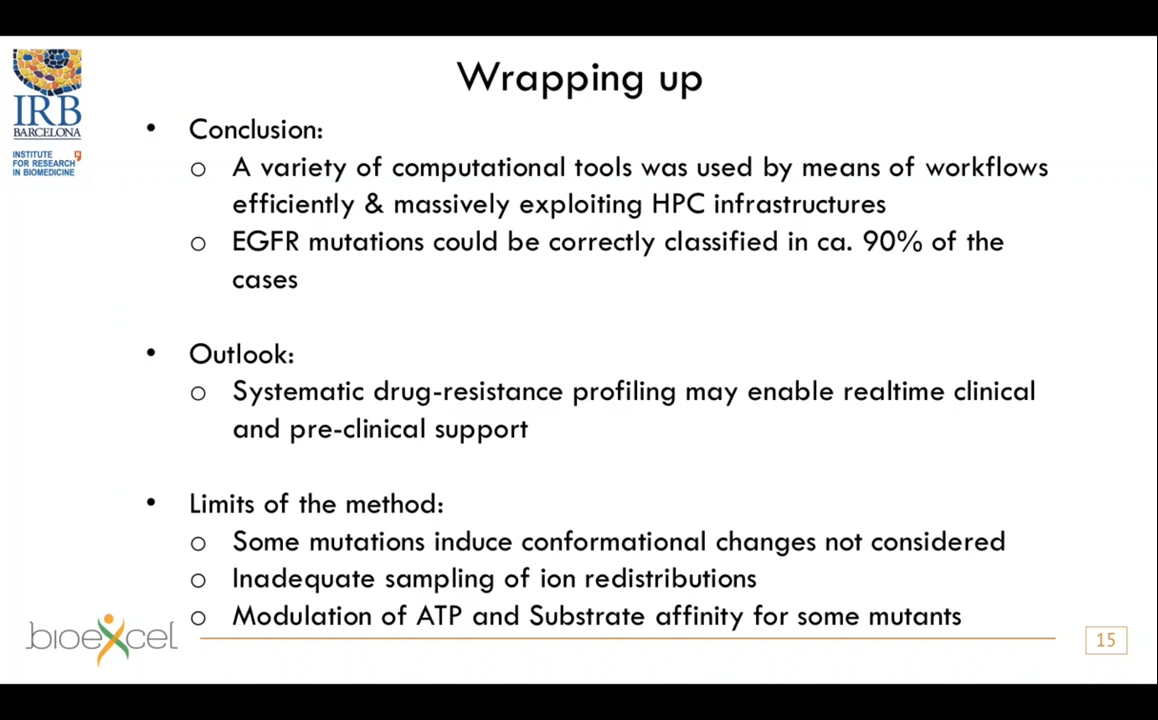 Wrapping up
IRB
BARCELONA
INSTITUTE
FOR RESEARCH
IN BIOMEDICINE
• Conclusion:
o A variety of computational tools was used by means of workflows
efficiently & massively exploiting HPC infrastructures
o EGFR mutations could be correctly classified in ca. 90% of the
cases
• Outlook:
o Systematic drug-resistance profiling may enable realtime clinical
and pre-clinical support
• Limits of the method:
o Some mutations induce conformational changes not considered
o Inadequate sampling of ion redistributions
o Modulation of ATP and Substrate affinity for some mutants
bioexcel
15